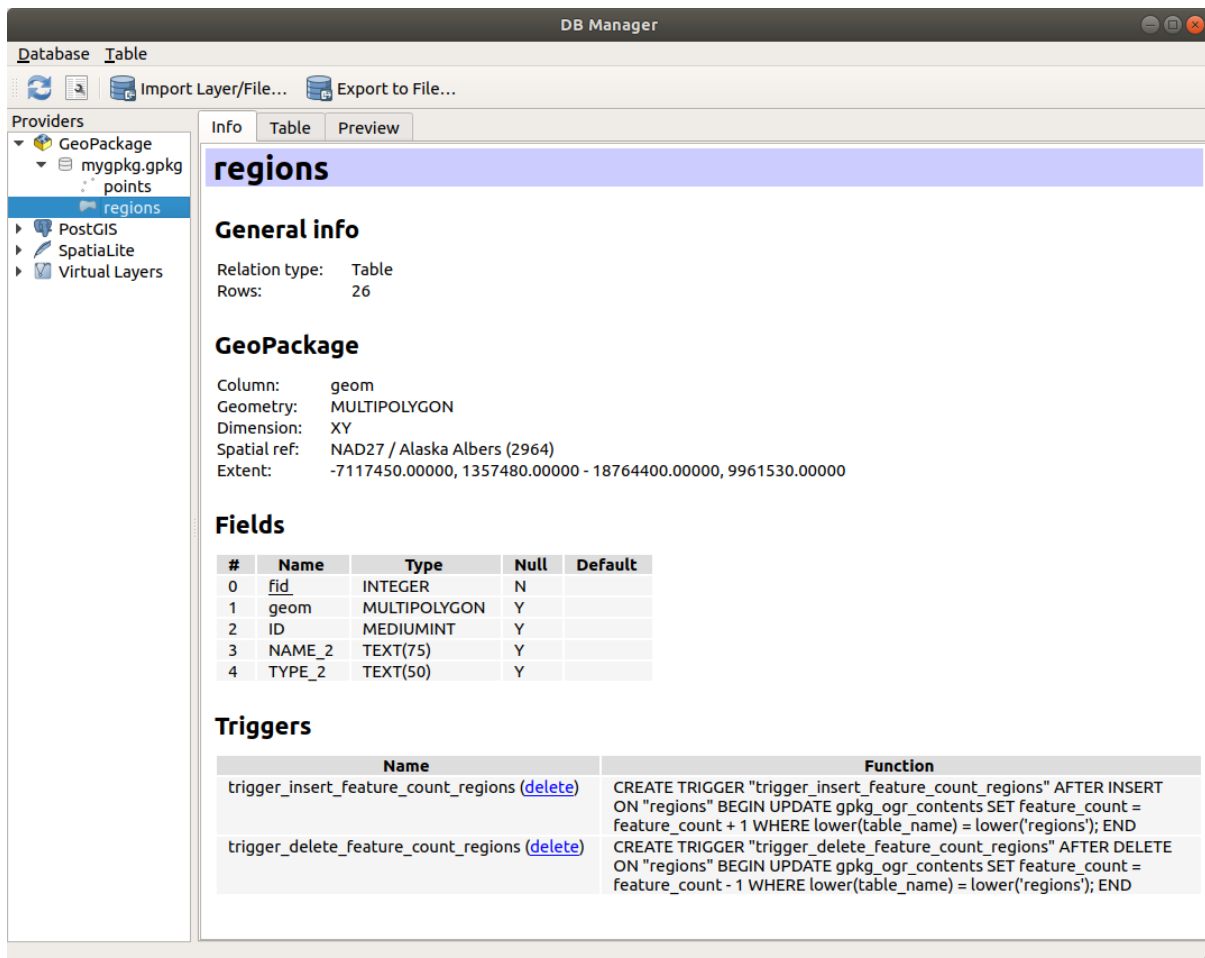 DB Manager
Database Table
Import Layer/File... Export to File...
Providers
GeoPackage
mygpkg.gpkg
points
regions
PostGIS
SpatiaLite
Virtual Layers
Info Table Preview
regions
General info
Relation type: Table
Rows: 26
GeoPackage
Column: geom
Geometry: MULTIPOLYGON
Dimension: XY
Spatial ref: NAD27 / Alaska Albers (2964)
Extent: -7117450.00000, 1357480.00000 - 18764400.00000, 9961530.00000
Fields
# Name Type Null Default
0 fid INTEGER N
1 geom MULTIPOLYGON Y
2 ID MEDIUMINT Y
3 NAME_2 TEXT(75) Y
4 TYPE_2 TEXT(50) Y
Triggers
Name Function
trigger_insert_feature_count_regions (delete) CREATE TRIGGER "trigger_insert_feature_count_regions" AFTER INSERT
ON "regions" BEGIN UPDATE gpkg_ogr_contents SET feature_count =
feature_count + 1 WHERE lower(table_name) = lower('regions'); END
trigger_delete_feature_count_regions (delete) CREATE TRIGGER "trigger_delete_feature_count_regions" AFTER DELETE
ON "regions" BEGIN UPDATE gpkg_ogr_contents SET feature_count =
feature_count - 1 WHERE lower(table_name) = lower('regions'); END